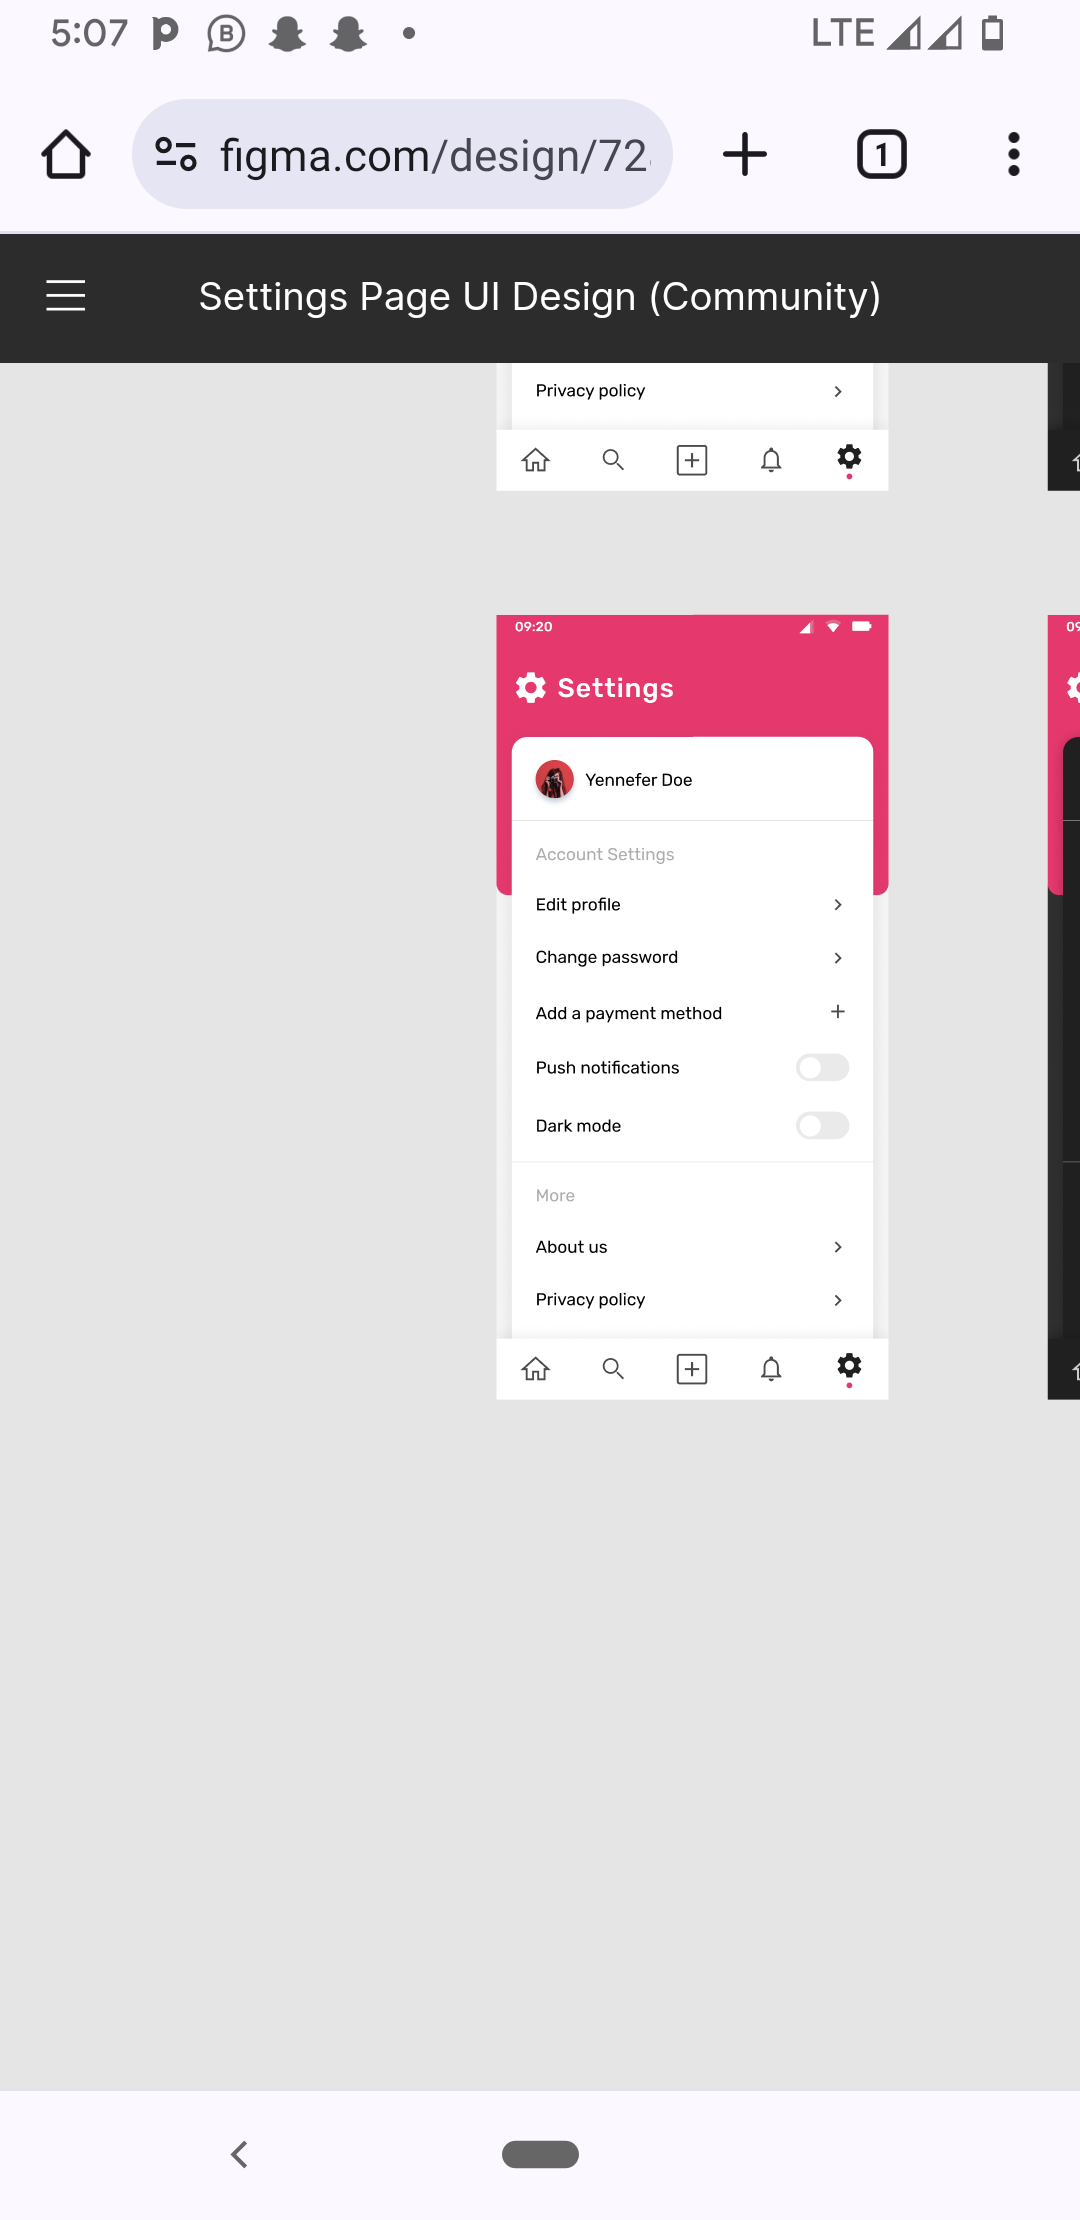 5:07
LTE
figma.com/design/72
1
Settings Page UI Design (Community)
Privacy policy
09:20
Settings
Yennefer Doe
Account Settings
Edit profile
Change password
Add a payment method
Push notifications
Dark mode
More
About us
Privacy policy